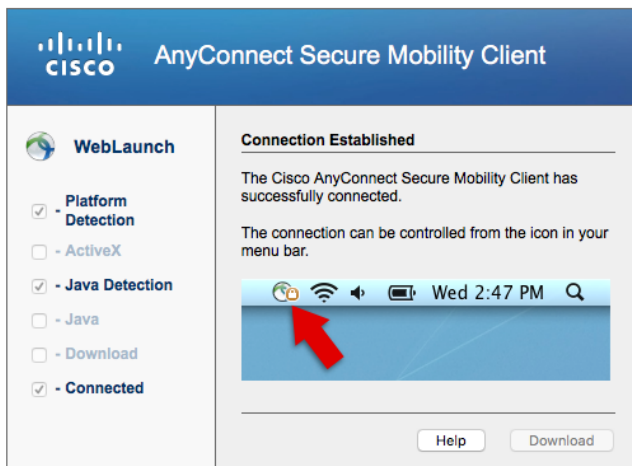 CISCO
AnyConnect Secure Mobility Client
WebLaunch
- Platform
Detection
- ActiveX
- Java Detection
- Java
- Download
- Connected
Connection Established
The Cisco AnyConnect Secure Mobility Client has
successfully connected.
The connection can be controlled from the icon in your
menu bar.
Wed 2:47 PM
Help
Download